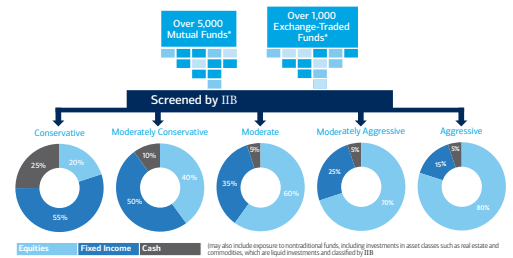 Over 5,000
Mutual Funds*
Over 1,000
Exchange-Traded
Funds*
Screened by IIB
Conservative
Moderately Conservative
Moderate
Moderately Aggressive
Aggressive
25%
20%
55%
10%
40%
50%
5%
35%
60%
5%
25%
70%
5%
15%
80%
Equities
Fixed Income
Cash
(may also include exposure to nontraditional funds, including investments in asset classes such as real estate and
commodities, which are liquid investments and classified by IIB